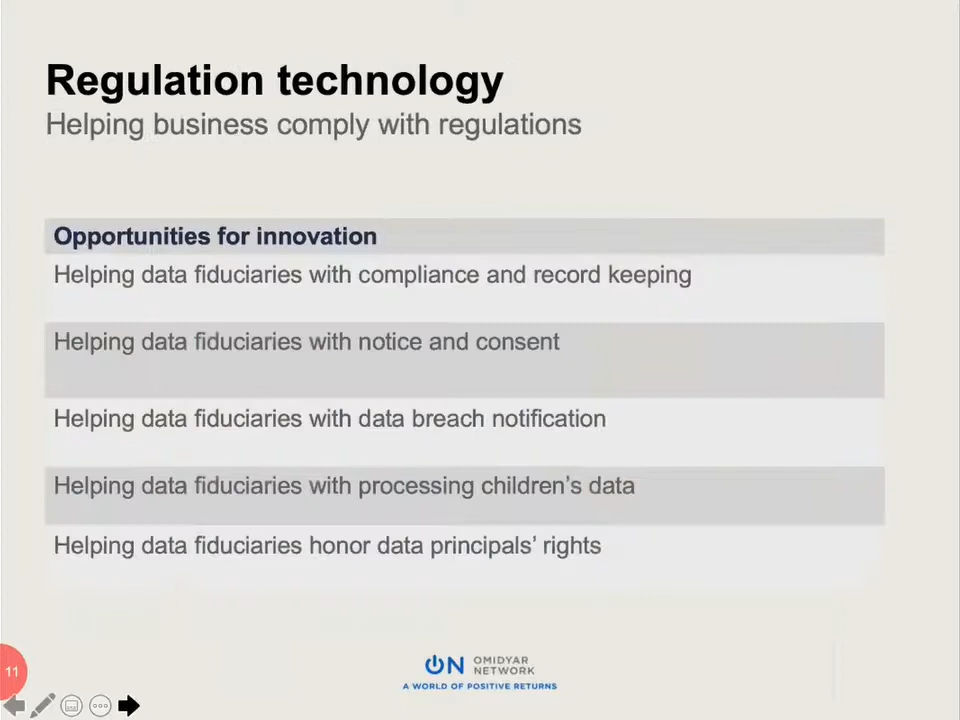 Regulation technology
Helping business comply with regulations
Opportunities for innovation
Helping data fiduciaries with compliance and record keeping
Helping data fiduciaries with notice and consent
Helping data fiduciaries with data breach notification
Helping data fiduciaries with processing children’s data
Helping data fiduciaries honor data principals’ rights
11
ON OMIDYAR
NETWORK
A WORLD OF POSITIVE RETURNS